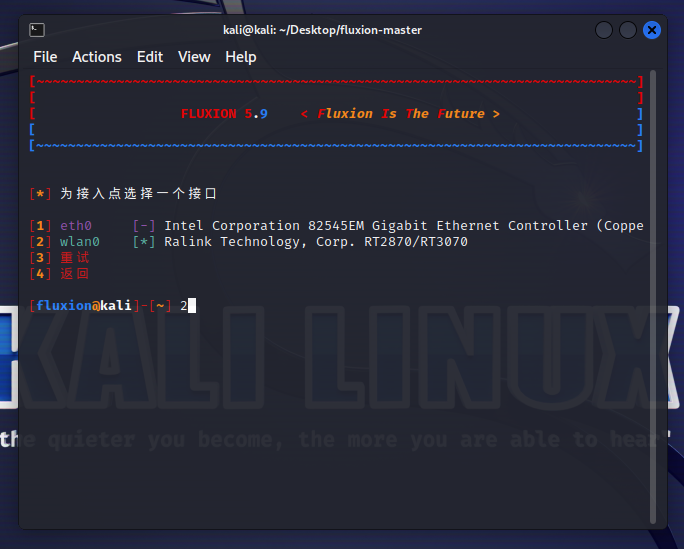 kali@kali: ~/Desktop/fluxion-master
File Actions Edit View Help
[~~~~~~~~~~~~~~~~~~~~~~~~~~~~~~~~~~~~~~~~~~~~~~~~~~~~~~~~~~~~~~~~~~~~~~~~~~~]
[ ]
[ FLUXION 5.9 < Fluxion Is The Future > ]
[ ]
[~~~~~~~~~~~~~~~~~~~~~~~~~~~~~~~~~~~~~~~~~~~~~~~~~~~~~~~~~~~~~~~~~~~~~~~~~~~]
[*] 为接入点选择一个接口
[1] eth0 [-] Intel Corporation 82545EM Gigabit Ethernet Controller (Coppe
[2] wlan0 [*] Ralink Technology, Corp. RT2870/RT3070
[3] 重试
[4] 返回
[fluxion@kali]-[~] 2
KALI LINUX
the quieter you become, the more you are able to hear"